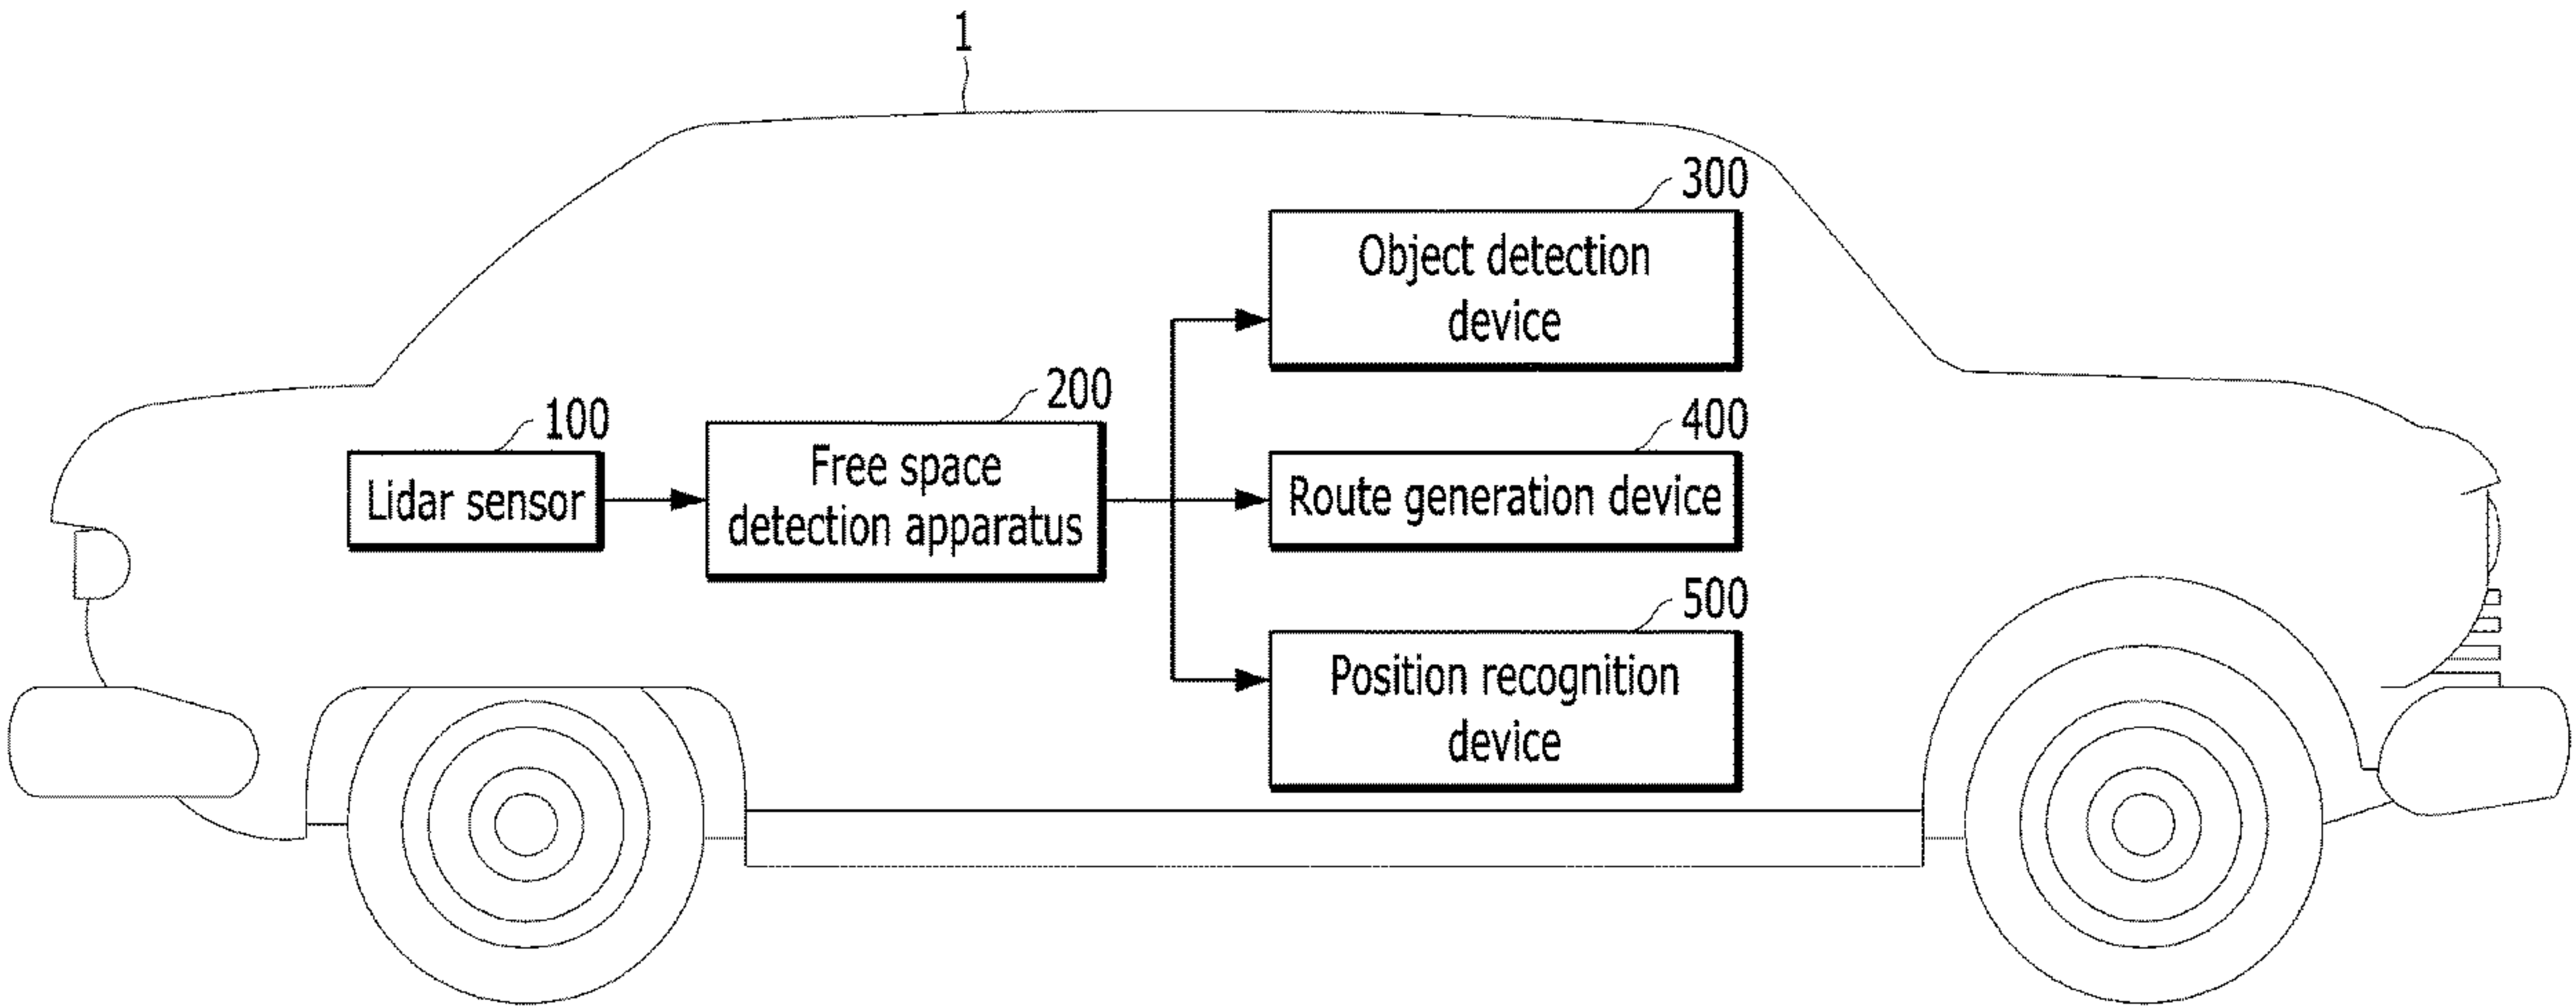 1
300
Object detection
device
200
100
Free space
detection apparatus
Lidar sensor
400
Route generation device
500
Position recognition
device